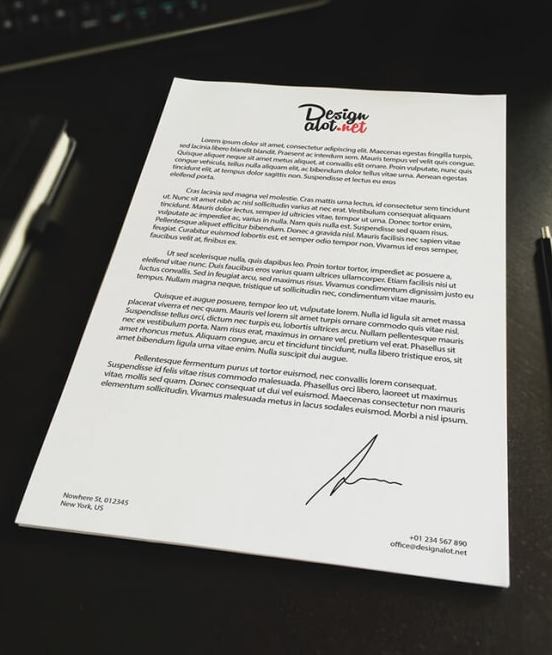 Design
alot.net
Lorem ipsum dolor sit amet, consectetur adipiscing elit. Maecenas egestas fringilla turpis,
sed lacinia libero blandit blandit. Praesent ac interdum sem. Mauris tempus vel velit quis congue.
Quisque aliquet neque sit amet metus aliquet, at convallis elit ornare. Proin vulputate, nunc quis
congue vehicula, tellus nulla aliquam elit, ac bibendum dolor tellus vitae urna. Aenean egestas
tincidunt elit, at tempus dolor sagittis non. Suspendisse et lectus eu eros
eleifend porta.
Cras lacinia sed magna vel molestie. Cras mattis urna lectus, id consectetur sem tincidunt
ut. Nunc sit amet nibh ac nisl sollicitudin varius at nec erat. Vestibulum consequat aliquam
tincidunt. Mauris dolor lectus, semper id ultricies vitae, tempor ut urna. Donec tortor enim,
vulputate ac imperdiet ac, varius in nulla. Nam quis nulla est. Suspendisse sed quam risus.
Pellentesque aliquet efficitur bibendum. Donec a gravida nisl. Mauris facilisis nec sapien vitae
feugiat. Curabitur euismod lobortis est, et semper odio tempor non. Vivamus id eros semper,
faucibus velit at, finibus ex.
Ut sed scelerisque nulla, quis dapibus leo. Proin tortor tortor, imperdiet ac posuere a,
eleifend vitae nunc. Duis faucibus eros varius quam ultrices ullamcorper. Etiam facilisis nisi ut
luctus convallis. Sed in feugiat arcu, sed maximus risus. Vivamus condimentum dignissim justo eu
tempus. Nullam magna neque, tristique ut sollicitudin nec, condimentum vitae mauris.
Quisque et augue posuere, tempor leo ut, vulputate lorem. Nulla id ligula sit amet massa
placerat viverra et nec quam. Mauris vel lorem sit amet turpis ornare commodo quis vitae nisl.
Suspendisse tellus orci, dictum nec turpis eu, lobortis ultrices arcu. Nullam pellentesque mauris
nec ex vestibulum porta. Nam risus erat, maximus in ornare vel, pretium vel erat. Phasellus sit
amet rhoncus metus. Aliquam congue, arcu et tincidunt tincidunt, nulla libero tristique eros, sit
amet bibendum ligula urna vitae enim. Nulla suscipit dui augue.
Pellentesque fermentum purus ut tortor euismod, nec convallis lorem consequat.
Suspendisse id felis vitae risus commodo malesuada. Phasellus orci libero, laoreet ut maximus
vitae, mollis sed quam. Donec consequat ut dui vel euismod. Maecenas consectetur non mauris
elementum sollicitudin. Vivamus malesuada metus in lacus sodales euismod. Morbi a nisl ipsum.
Nowhere St, 012345
New York, US
+01 234 567 890
office@designalot.net